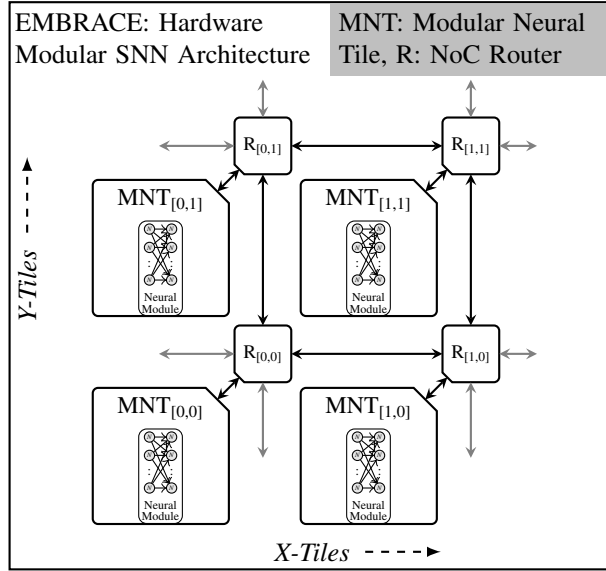 EMBRACE: Hardware
Modular SNN Architecture
MNT: Modular Neural
Tile, R: NoC Router
R[0,1]
R[1,1]
MNT[0,1]
MNT[1,1]
N N
N N
N N
Neural
Module
N N
N N
N N
Neural
Module
Y-Tiles
R[0,0]
R[1,0]
MNT[0,0]
MNT[1,0]
N N
N N
N N
Neural
Module
N N
N N
N N
Neural
Module
X-Tiles